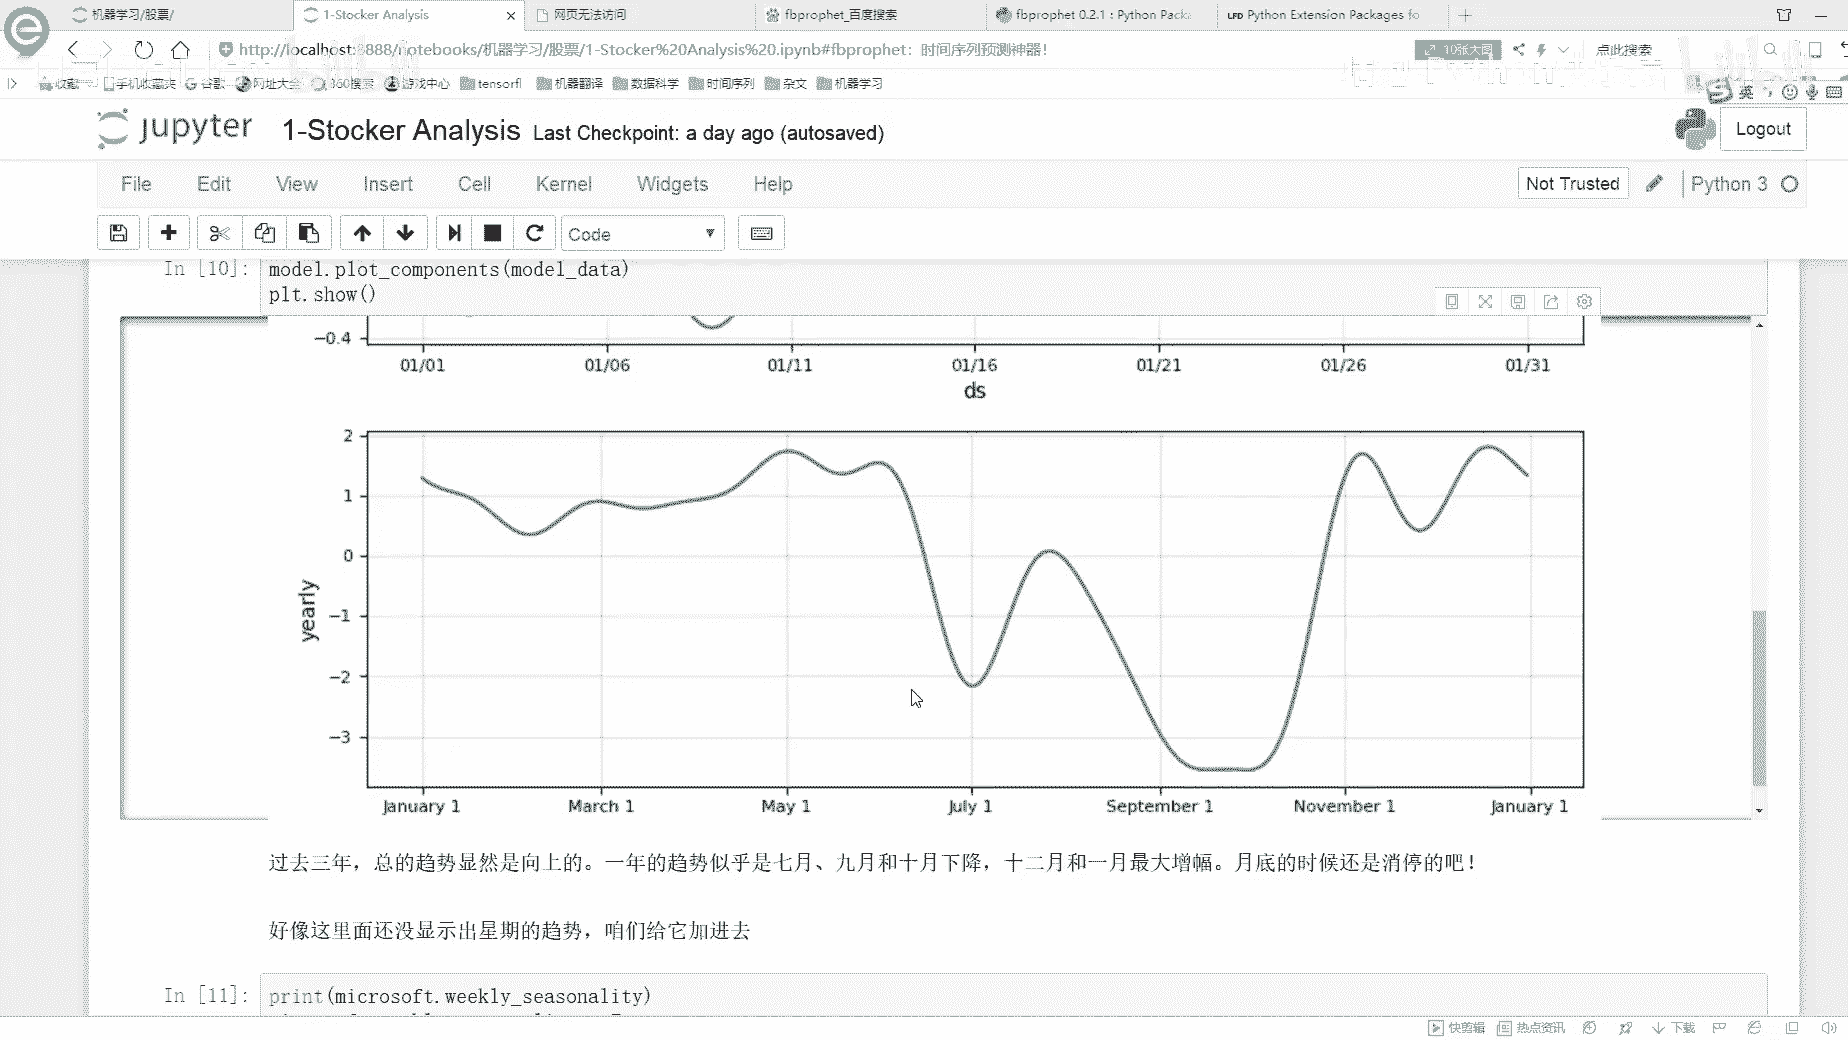 机器学习/股票/ 1-Stocker Analysis 网页无法访问 fbprophet_百度搜索 fbprophet 0.2.1 : Python Packa LFD Python Extension Packages fo
http://localhost:8888/notebooks/机器学习/股票/1-Stocker%20Analysis%20.ipynb#fbprophet：时间序列预测神器！ 10张大图 点此搜索
收藏 手机收藏夹 谷歌 网址大全 360搜索 游戏中心 tensorfl 机器翻译 数据科学 时间序列 杂文 机器学习 英
jupyter 1-Stocker Analysis Last Checkpoint: a day ago (autosaved) Logout
File Edit View Insert Cell Kernel Widgets Help Not Trusted Python 3
Code
In [10]: model.plot_components(model_data)
plt.show()
−0.4
01/01 01/06 01/11 01/16 01/21 01/26 01/31
ds
2
1
0
−1
−2
−3
yearly
January 1 March 1 May 1 July 1 September 1 November 1 January 1
过去三年，总的趋势显然是向上的。一年的趋势似乎是七月、九月和十月下降，十二月和一月最大增幅。月底的时候还是消停的吧！
好像这里面还没显示出星期的趋势，咱们给它加进去
In [11]: print(microsoft.weekly_seasonality)
快剪辑 热点资讯 下载